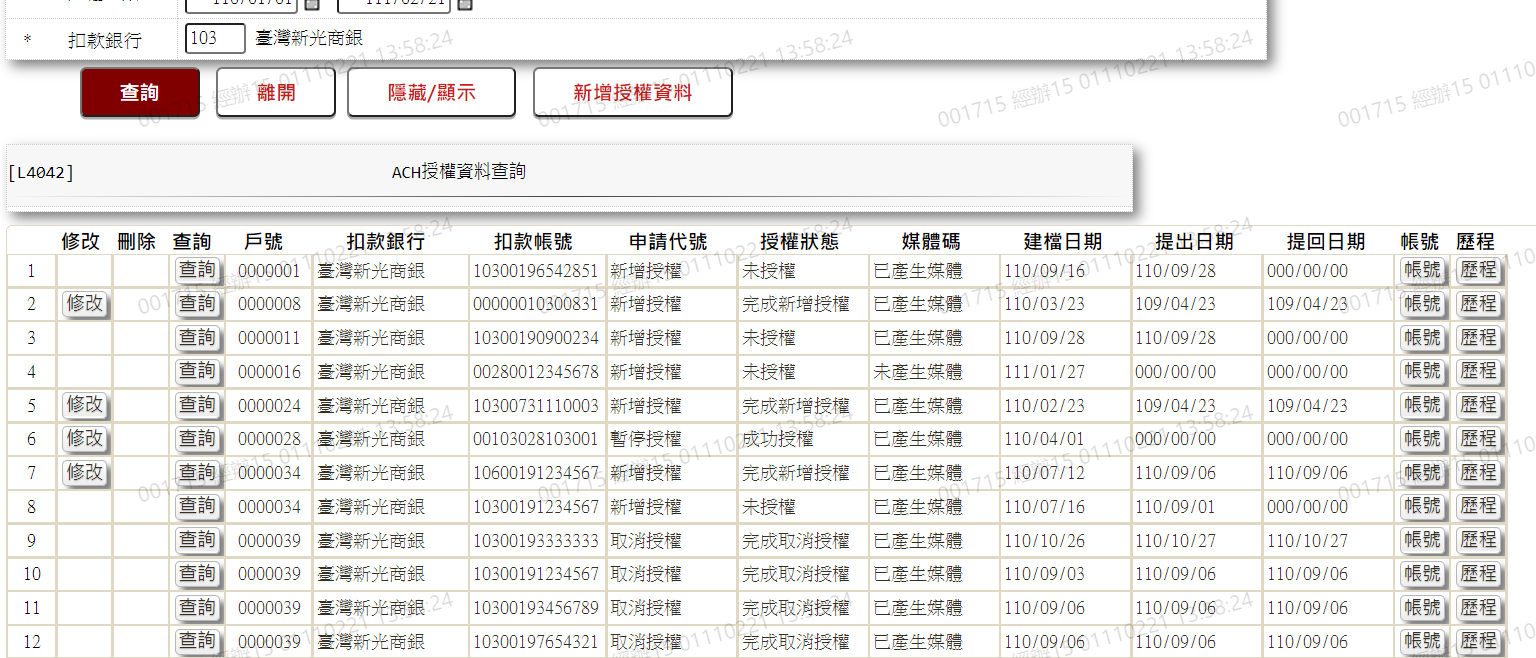 * 扣款銀行 103 臺灣新光商銀
查詢 離開 隱藏/顯示 新增授權資料
[L4042] ACH授權資料查詢
修改 刪除 查詢 戶號 扣款銀行 扣款帳號 申請代號 授權狀態 媒體碼 建檔日期 提出日期 提回日期 帳號 歷程
1 查詢 0000001 臺灣新光商銀 10300196542851 新增授權 未授權 已產生媒體 110/09/16 110/09/28 000/00/00 帳號 歷程
2 修改 查詢 0000008 臺灣新光商銀 00000010300831 新增授權 完成新增授權 已產生媒體 110/03/23 109/04/23 109/04/23 帳號 歷程
3 查詢 0000011 臺灣新光商銀 10300190900234 新增授權 未授權 已產生媒體 110/09/28 110/09/28 000/00/00 帳號 歷程
4 查詢 0000016 臺灣新光商銀 00280012345678 新增授權 未授權 未產生媒體 111/01/27 000/00/00 000/00/00 帳號 歷程
5 修改 查詢 0000024 臺灣新光商銀 10300731110003 新增授權 完成新增授權 已產生媒體 110/02/23 109/04/23 109/04/23 帳號 歷程
6 修改 查詢 0000028 臺灣新光商銀 00103028103001 暫停授權 成功授權 已產生媒體 110/04/01 000/00/00 000/00/00 帳號 歷程
7 修改 查詢 0000034 臺灣新光商銀 10600191234567 新增授權 完成新增授權 已產生媒體 110/07/12 110/09/06 110/09/06 帳號 歷程
8 查詢 0000034 臺灣新光商銀 10300191234567 新增授權 未授權 已產生媒體 110/07/16 110/09/01 000/00/00 帳號 歷程
9 查詢 0000039 臺灣新光商銀 10300193333333 取消授權 完成取消授權 已產生媒體 110/10/26 110/10/27 110/10/27 帳號 歷程
10 查詢 0000039 臺灣新光商銀 10300191234567 取消授權 完成取消授權 已產生媒體 110/09/03 110/09/06 110/09/06 帳號 歷程
11 查詢 0000039 臺灣新光商銀 10300193456789 取消授權 完成取消授權 已產生媒體 110/09/06 110/09/06 110/09/06 帳號 歷程
12 查詢 0000039 臺灣新光商銀 10300197654321 取消授權 完成取消授權 已產生媒體 110/09/06 110/09/06 110/09/06 帳號 歷程
001715 經辦15 01110221 13:58:24